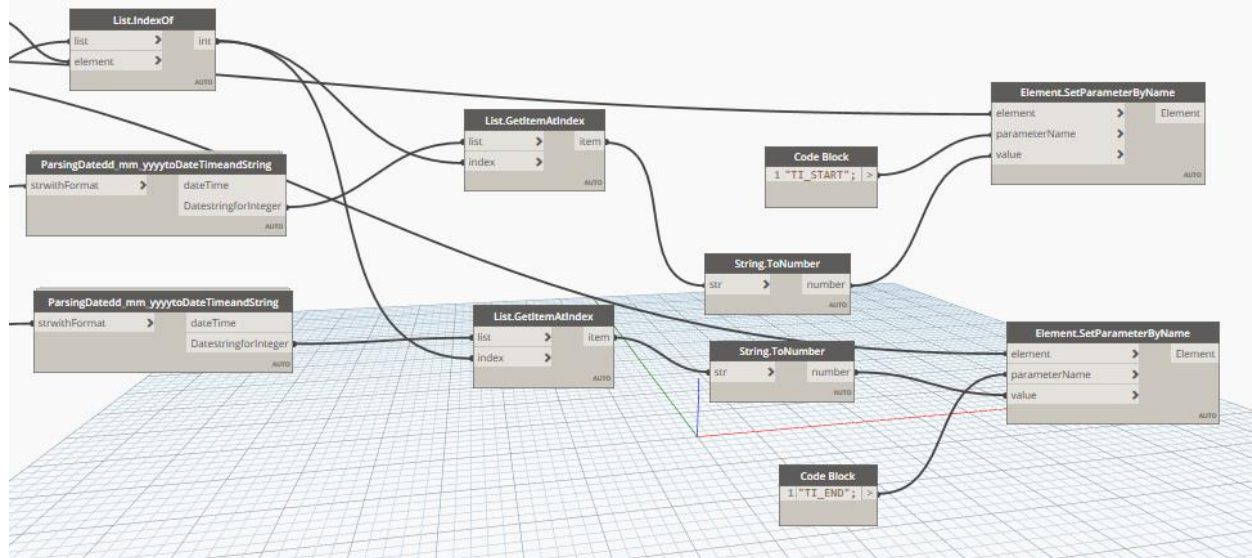 List.IndexOf
list > int
element >
AUTO
ParsingDatedd_mm_yyyytoDateTimeandString
strwithFormat > dateTime
DatestringforInteger
AUTO
ParsingDatedd_mm_yyyytoDateTimeandString
strwithFormat > dateTime
DatestringforInteger
AUTO
List.GetItemAtIndex
list > item
index >
AUTO
List.GetItemAtIndex
list > item
index >
AUTO
Code Block
1 "TI_START"; >
String.ToNumber
str > number
AUTO
String.ToNumber
str > number
AUTO
Code Block
1 "TI_END"; >
Element.SetParameterByName
element > Element
parameterName >
value >
AUTO
Element.SetParameterByName
element > Element
parameterName >
value >
AUTO